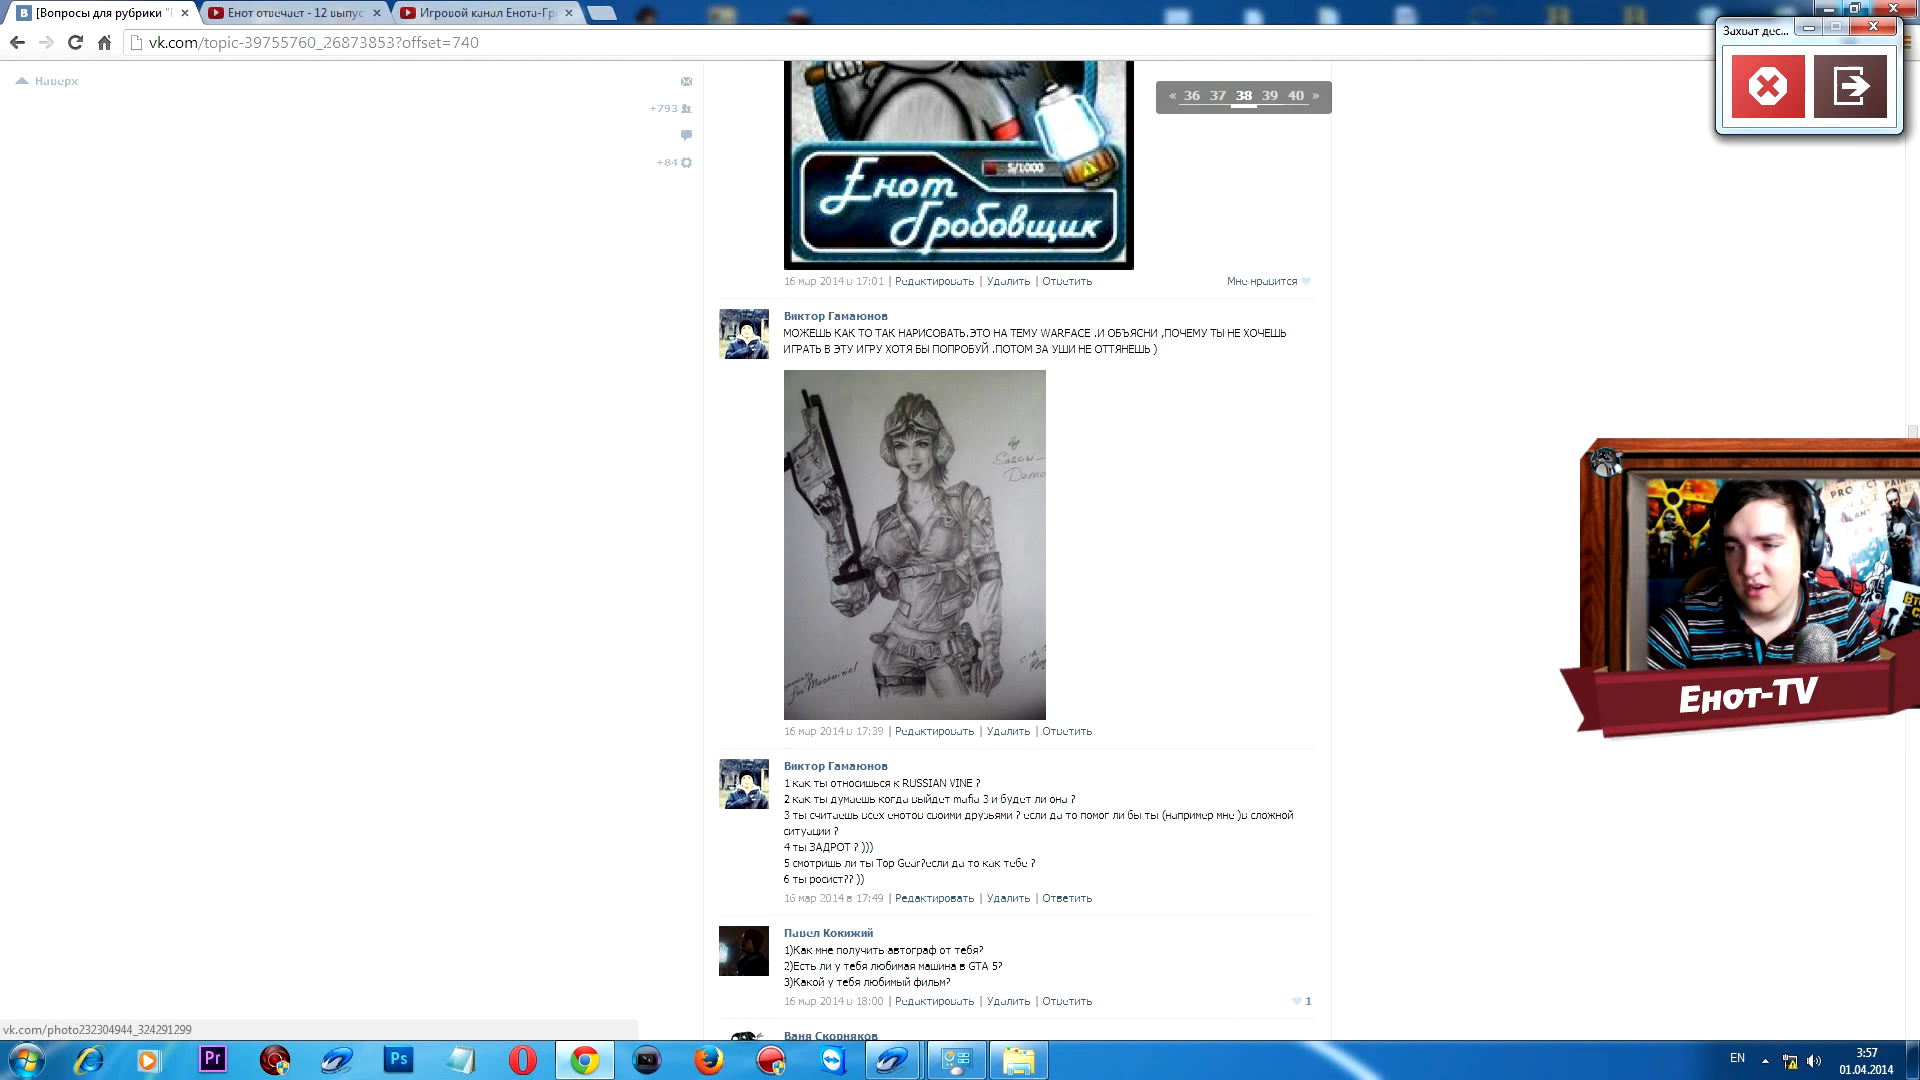 [Вопросы для рубрики "Е
Енот отвечает - 12 выпус
Игровой канал Енота-Гр
vk.com/topic-39755760_26873853?offset=740
Захват дес...
Наверх
+793
+84
« 36 37 38 39 40 »
5/1000
Енот
Гробовщик
16 мар 2014 в 17:01 | Редактировать | Удалить | Ответить
Мне нравится
Виктор Гамаюнов
МОЖЕШЬ КАК ТО ТАК НАРИСОВАТЬ.ЭТО НА ТЕМУ WARFACE .И ОБЪЯСНИ ,ПОЧЕМУ ТЫ НЕ ХОЧЕШЬ
ИГРАТЬ В ЭТУ ИГРУ ХОТЯ БЫ ПОПРОБУЙ .ПОТОМ ЗА УШИ НЕ ОТТЯНЕШЬ )
by
16 мар 2014 в 17:39 | Редактировать | Удалить | Ответить
Виктор Гамаюнов
1 как ты относишься к RUSSIAN VINE ?
2 как ты думаешь когда выйдет mafia 3 и будет ли она ?
3 ты считаешь всех енотов своими друзьями ? если да то помог ли бы ты (например мне )в сложной
ситуации ?
4 ты ЗАДРОТ ? )))
5 смотришь ли ты Top Gear?если да то как тебе ?
6 ты росист?? ))
16 мар 2014 в 17:49 | Редактировать | Удалить | Ответить
Павел Кокижий
1)Как мне получить автограф от тебя?
2)Есть ли у тебя любимая машина в GTA 5?
3)Какой у тебя любимый фильм?
16 мар 2014 в 18:00 | Редактировать | Удалить | Ответить
1
Ваня Скорняков
Енот-TV
vk.com/photo232304944_324291299
Pr
Ps
EN
3:57
01.04.2014